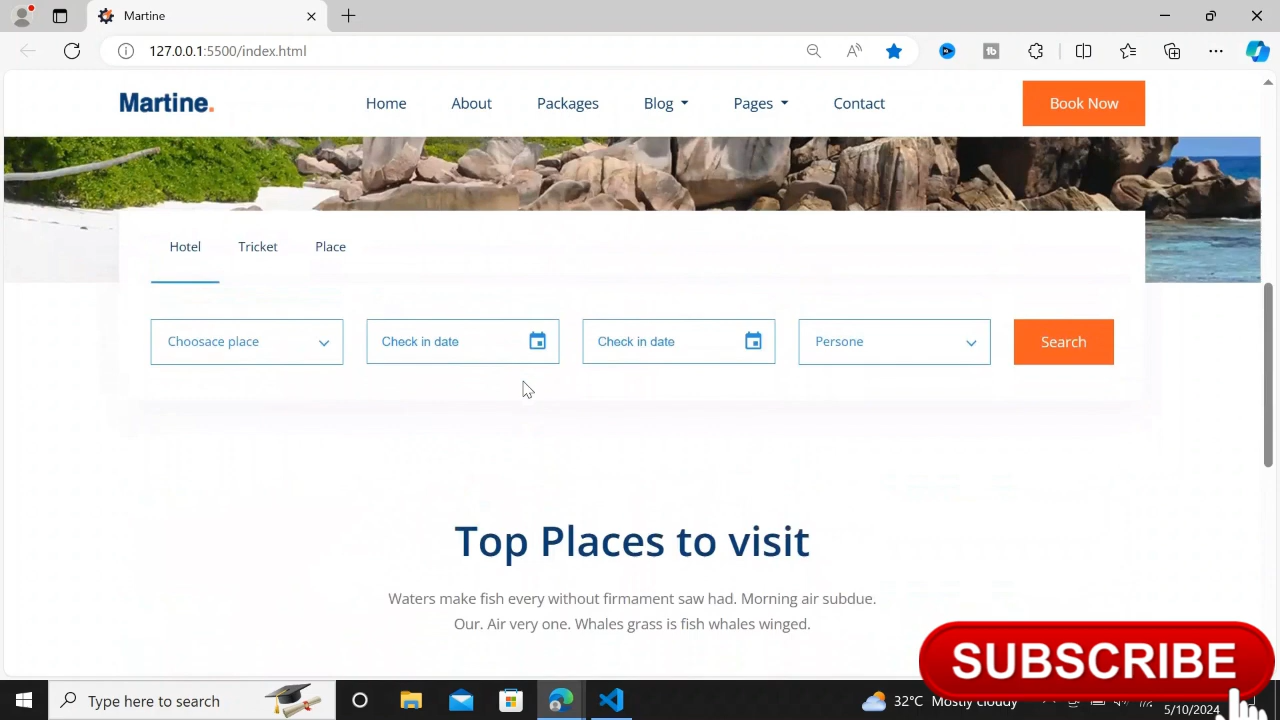 Martine
127.0.0.1:5500/index.html
Martine.
Home
About
Packages
Blog
Pages
Contact
Book Now
Hotel
Tricket
Place
Choosace place
Check in date
Check in date
Persone
Search
Top Places to visit
Waters make fish every without firmament saw had. Morning air subdue.
Our. Air very one. Whales grass is fish whales winged.
SUBSCRIBE
Type here to search
32°C Mostly cloudy
5/10/2024